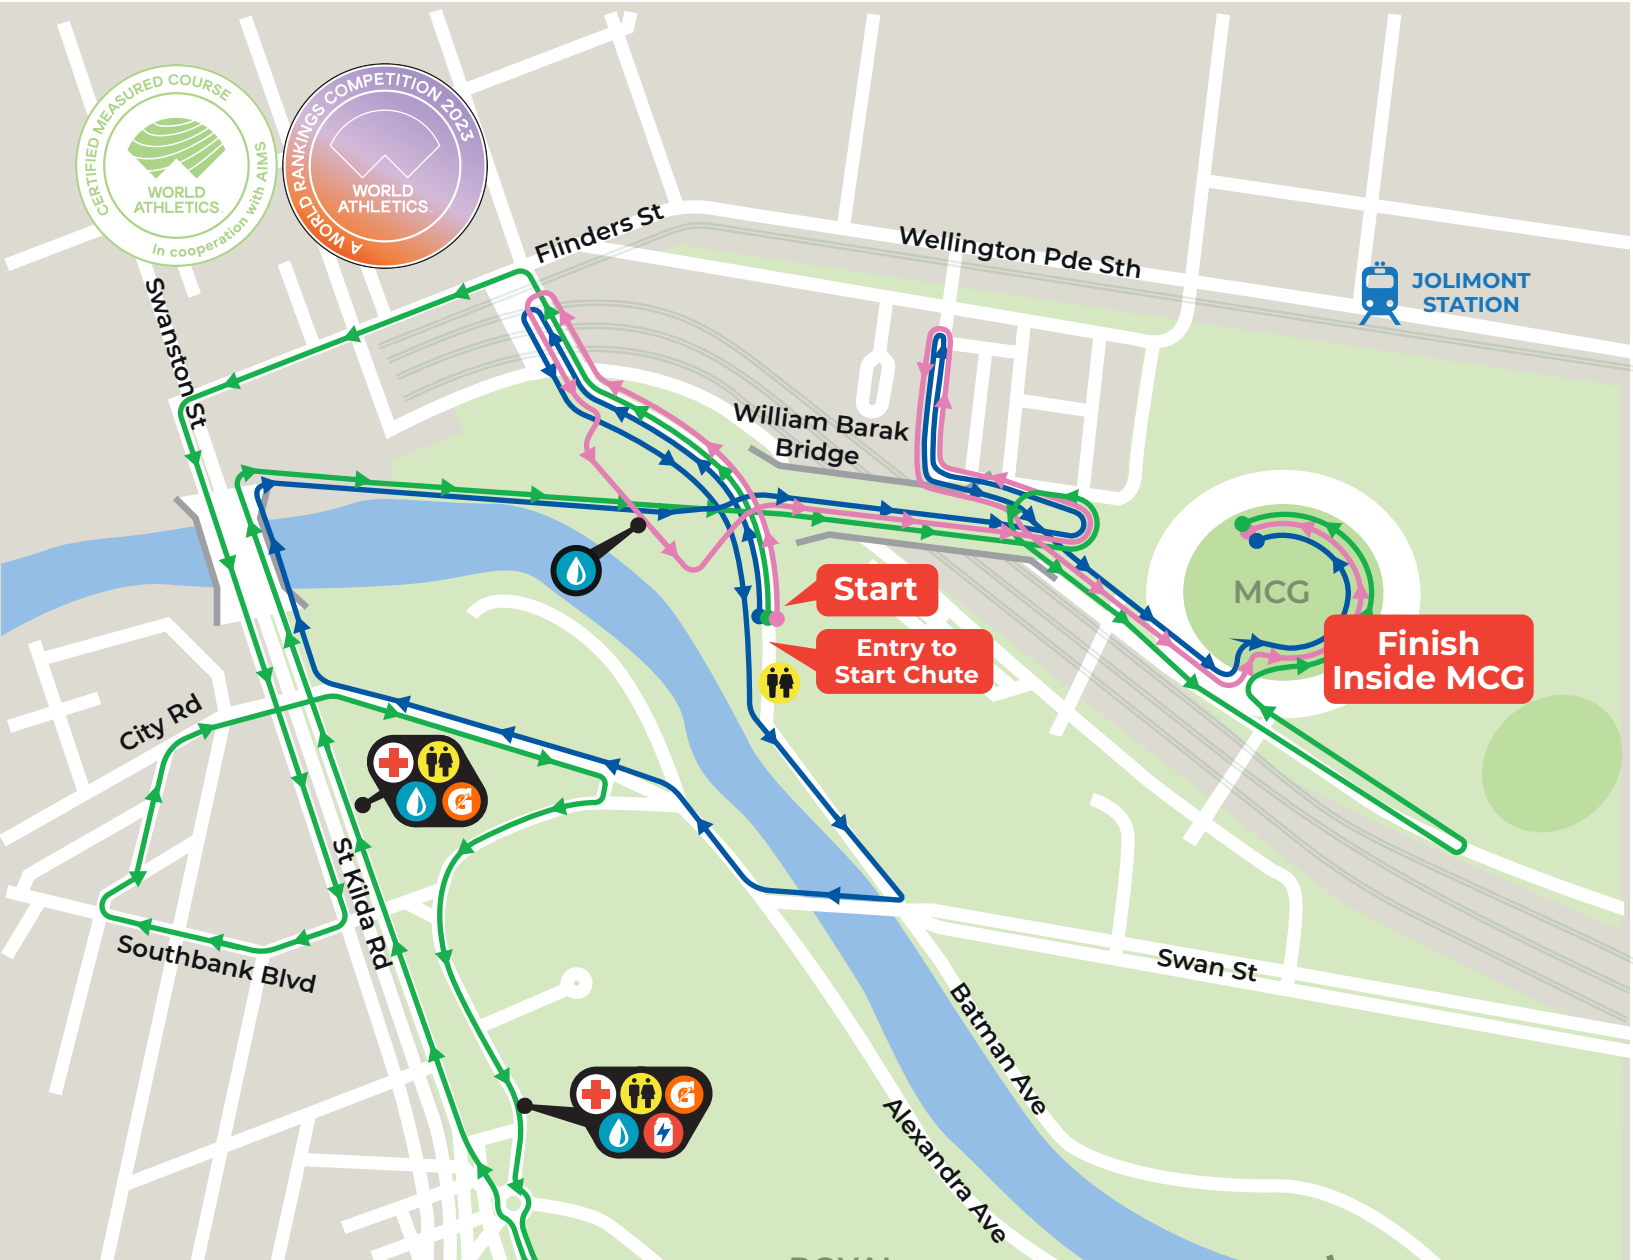 CERTIFIED MEASURED COURSE
WORLD
ATHLETICS
In cooperation with AIMS
A WORLD RANKINGS COMPETITION 2023
WORLD
ATHLETICS
Flinders St
Wellington Pde Sth
JOLIMONT
STATION
Swanston St
William Barak
Bridge
MCG
Start
Entry to
Start Chute
Finish
Inside MCG
City Rd
St Kilda Rd
Southbank Blvd
Swan St
Batman Ave
Alexandra Ave
G
G